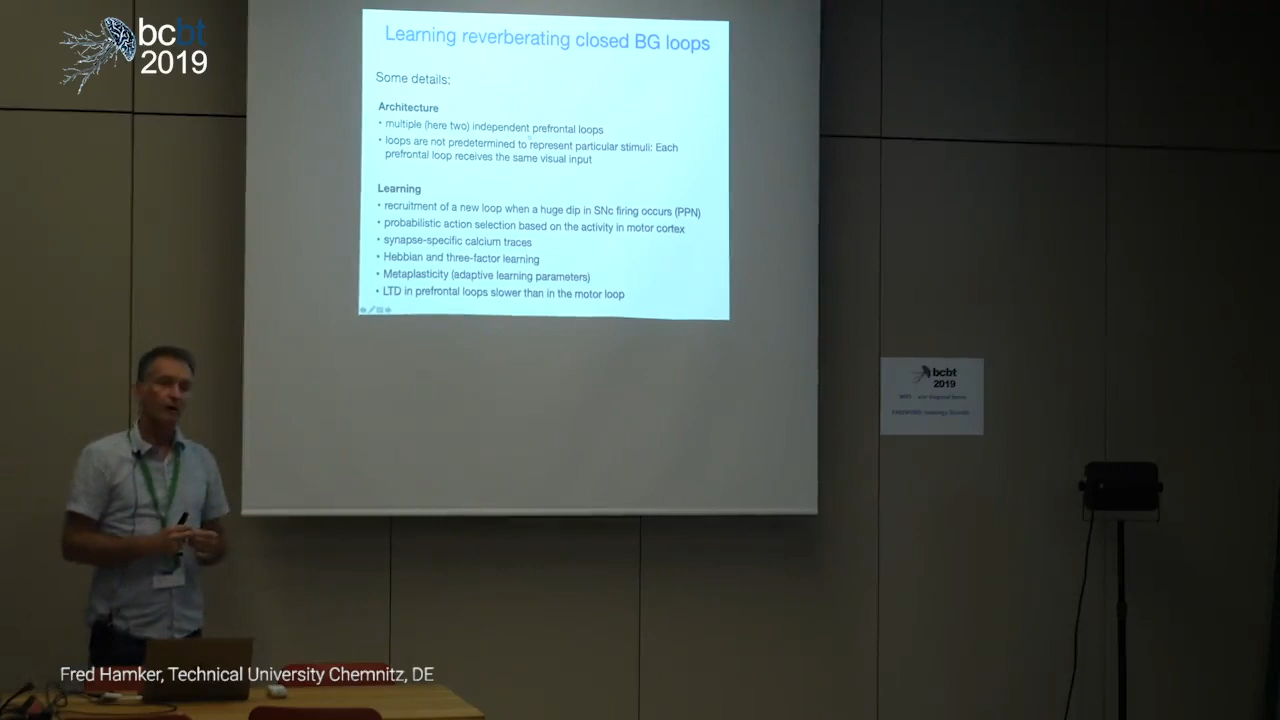 bcbt
2019
Learning reverberating closed BG loops
Some details:
Architecture
• multiple (here two) independent prefrontal loops
• loops are not predetermined to represent particular stimuli: Each
prefrontal loop receives the same visual input
Learning
• recruitment of a new loop when a huge dip in SNc firing occurs (PPN)
• probabilistic action selection based on the activity in motor cortex
• synapse-specific calcium traces
• Hebbian and three-factor learning
• Metaplasticity (adaptive learning parameters)
• LTD in prefrontal loops slower than in the motor loop
bcbt
2019
Fred Hamker, Technical University Chemnitz, DE